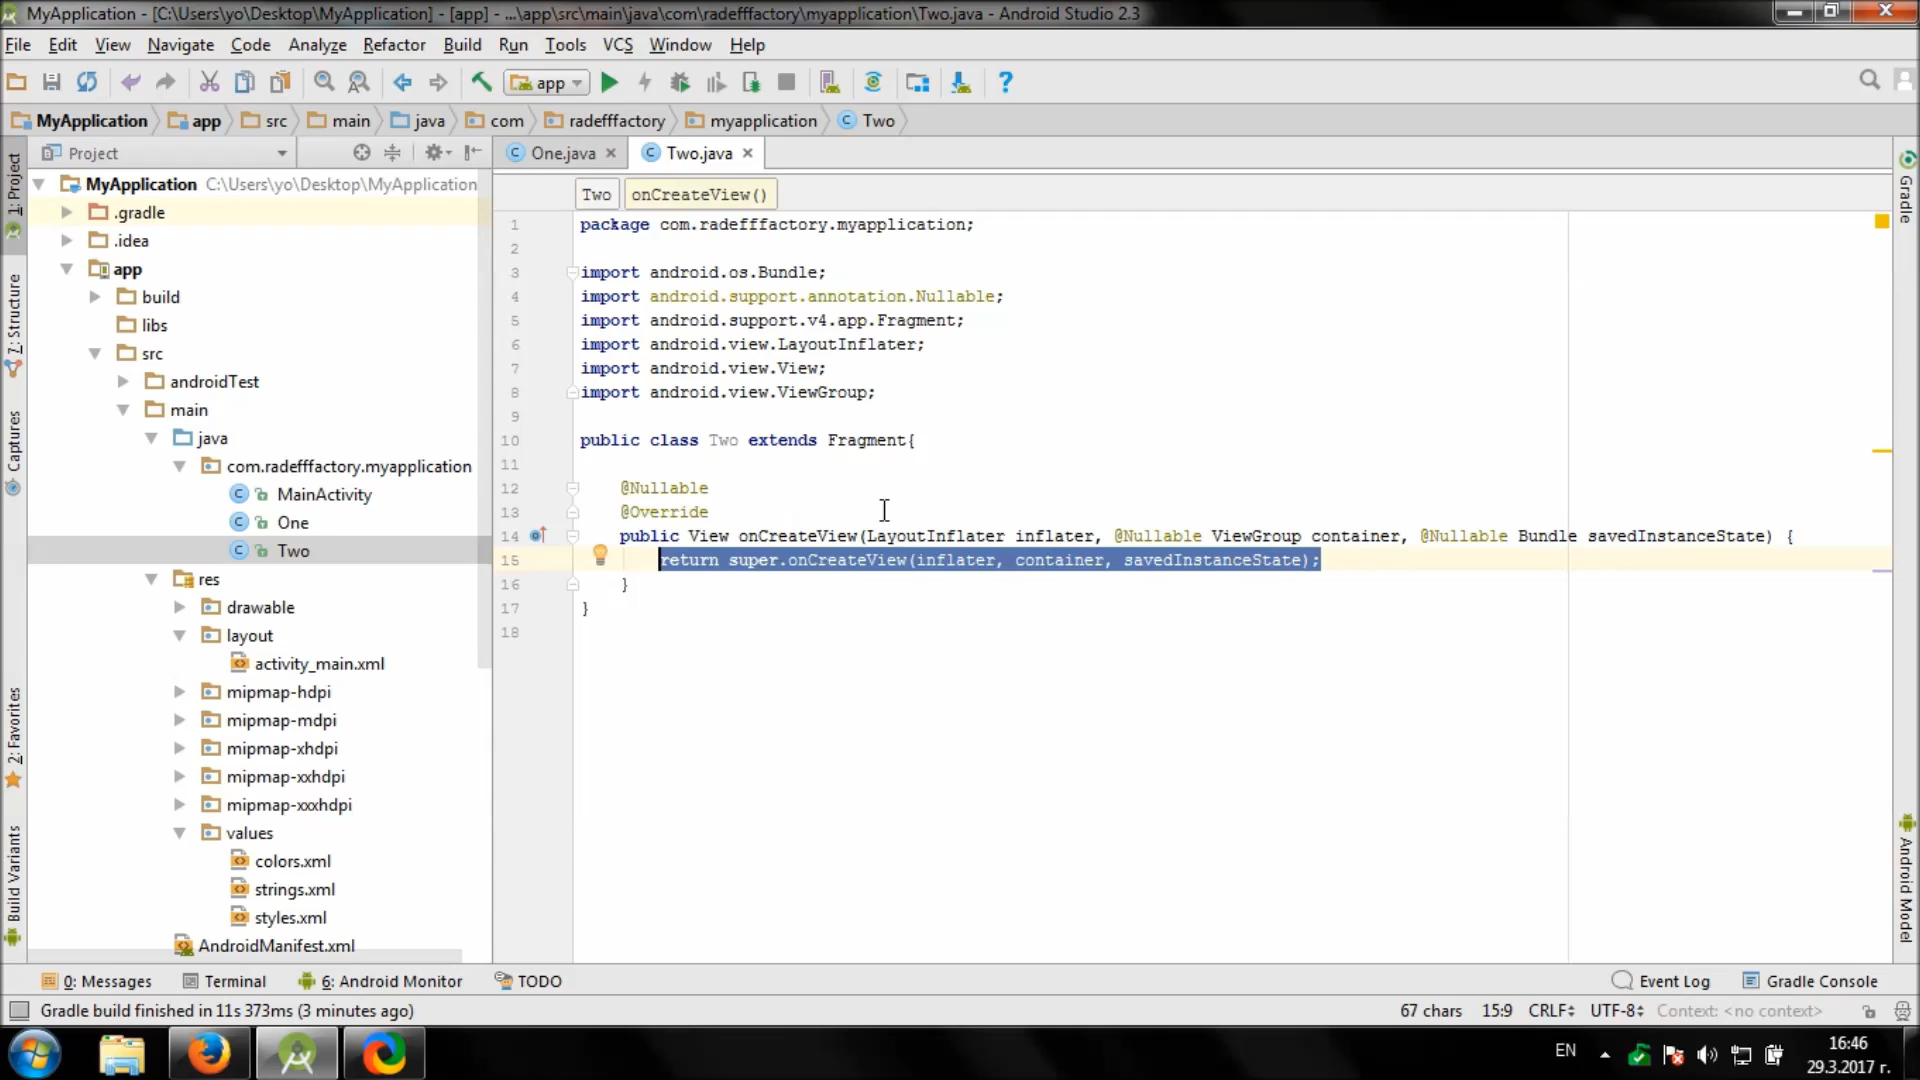 MyApplication - [C:\Users\yo\Desktop\MyApplication] - [app] - ...\app\src\main\java\com\radefffactory\myapplication\Two.java - Android Studio 2.3
File Edit View Navigate Code Analyze Refactor Build Run Tools VCS Window Help
app
MyApplication app src main java com radefffactory myapplication Two
Project
One.java Two.java
1: Project
7: Structure
Captures
2: Favorites
Build Variants
MyApplication C:\Users\yo\Desktop\MyApplication
.gradle
.idea
app
build
libs
src
androidTest
main
java
com.radefffactory.myapplication
MainActivity
One
Two
res
drawable
layout
activity_main.xml
mipmap-hdpi
mipmap-mdpi
mipmap-xhdpi
mipmap-xxhdpi
mipmap-xxxhdpi
values
colors.xml
strings.xml
styles.xml
AndroidManifest.xml
Two onCreateView()
1 package com.radefffactory.myapplication;
2
3 import android.os.Bundle;
4 import android.support.annotation.Nullable;
5 import android.support.v4.app.Fragment;
6 import android.view.LayoutInflater;
7 import android.view.View;
8 import android.view.ViewGroup;
9
10 public class Two extends Fragment{
11
12 @Nullable
13 @Override
14 public View onCreateView(LayoutInflater inflater, @Nullable ViewGroup container, @Nullable Bundle savedInstanceState) {
15 return super.onCreateView(inflater, container, savedInstanceState);
16 }
17 }
18
Gradle
Android Model
0: Messages Terminal 6: Android Monitor TODO Event Log Gradle Console
Gradle build finished in 11s 373ms (3 minutes ago) 67 chars 15:9 CRLF UTF-8 Context: <no context>
EN 16:46
29.3.2017 г.